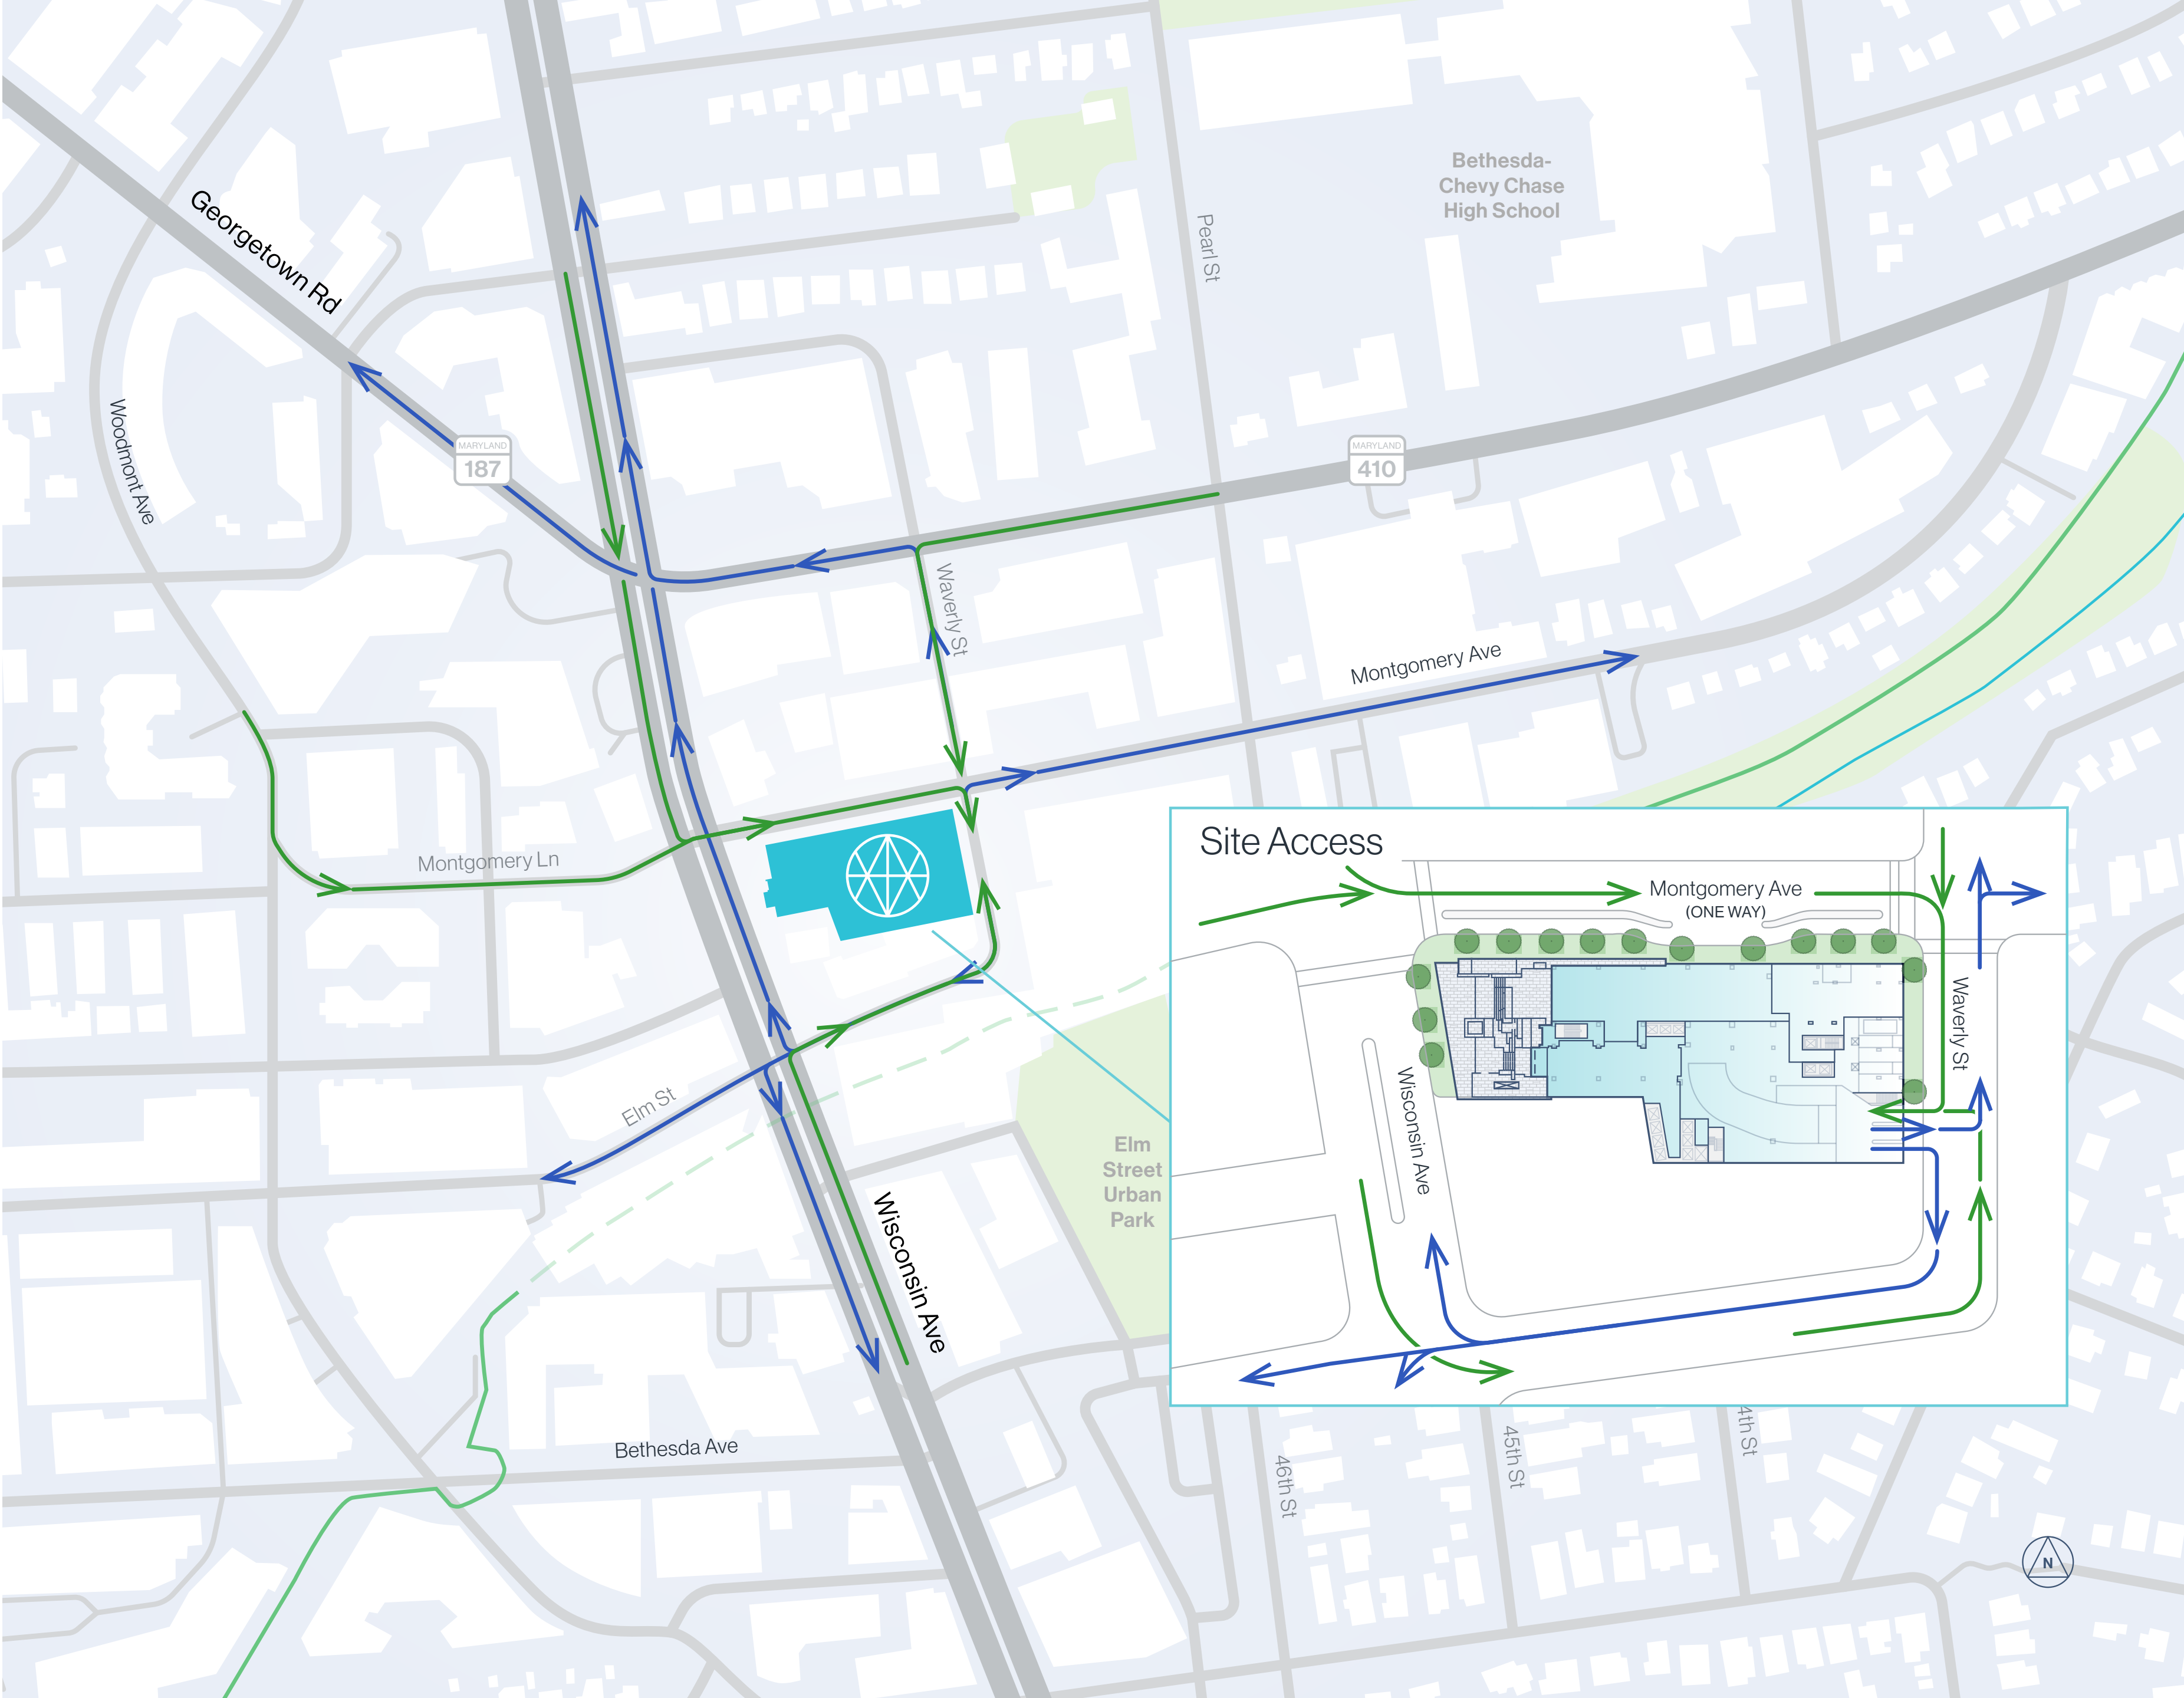 Bethesda-
Chevy Chase
High School
Georgetown Rd
Pearl St
Woodmont Ave
MARYLAND
187
MARYLAND
410
Waverly St
Montgomery Ave
Montgomery Ln
Site Access
Montgomery Ave
(ONE WAY)
Waverly St
Wisconsin Ave
Elm St
Elm
Street
Urban
Park
Wisconsin Ave
Bethesda Ave
46th St
45th St
4th St
N